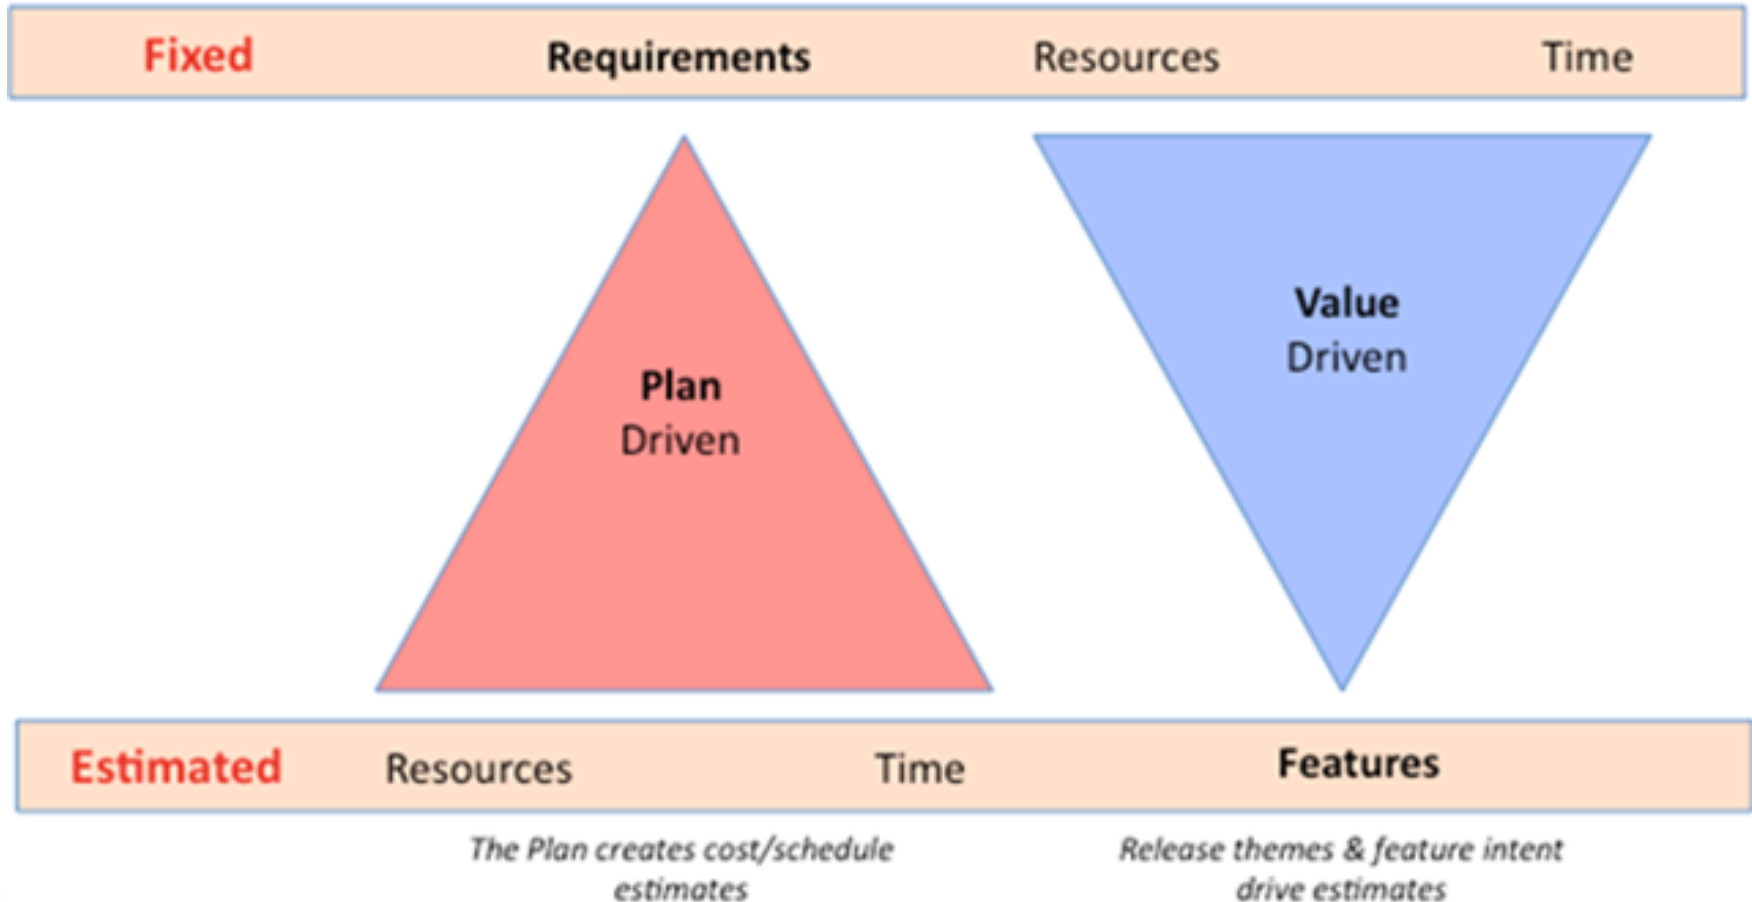 Fixed Requirements Resources Time
Plan
Driven
Value
Driven
Estimated Resources Time Features
The Plan creates cost/schedule
estimates
Release themes & feature intent
drive estimates